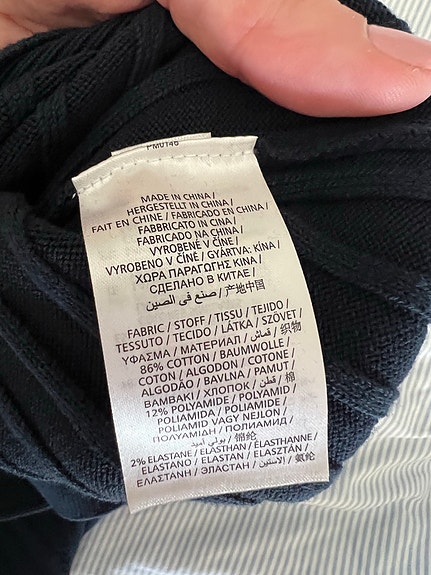 PM0146
MADE IN CHINA /
HERGESTELLT IN CHINA /
FAIT EN CHINE / FABRICADO EN CHINA /
FABBRICATO IN CINA /
FABRICADO NA CHINA /
VYROBENE V ČÍNE /
VYROBENO V ČÍNĚ / GYÁRTVA: KÍNA /
ΧΩΡΑ ΠΑΡΑΓΩΓΗΣ ΚΙΝΑ /
СДЕЛАНО В КИТАЕ /
صنع في الصين / 产地中国
FABRIC / STOFF / TISSU / TEJIDO /
TESSUTO / TECIDO / LÁTKA / SZÖVET /
ΥΦΑΣΜΑ / МАТЕРИАЛ / قماش / 织物
86% COTTON / BAUMWOLLE /
COTON / ALGODON / COTONE /
ALGODÃO / BAVLNA / PAMUT /
ΒΑΜΒΑΚΙ / ХЛОПОК / قطن / 棉
12% POLYAMIDE / POLYAMID /
POLIAMIDA / POLIAMMIDE /
POLIAMID VAGY NEJLON /
ΠΟΛΥΑΜΙΔΗ / ПОЛИАМИД /
بولي أميد / 锦纶
2% ELASTANE / ELASTHAN / ÉLASTHANNE /
ELASTANO / ELASTAN / ELASZTÁN /
ΕΛΑΣΤΑΝΗ / ЭЛАСТАН / الاستين / 氨纶